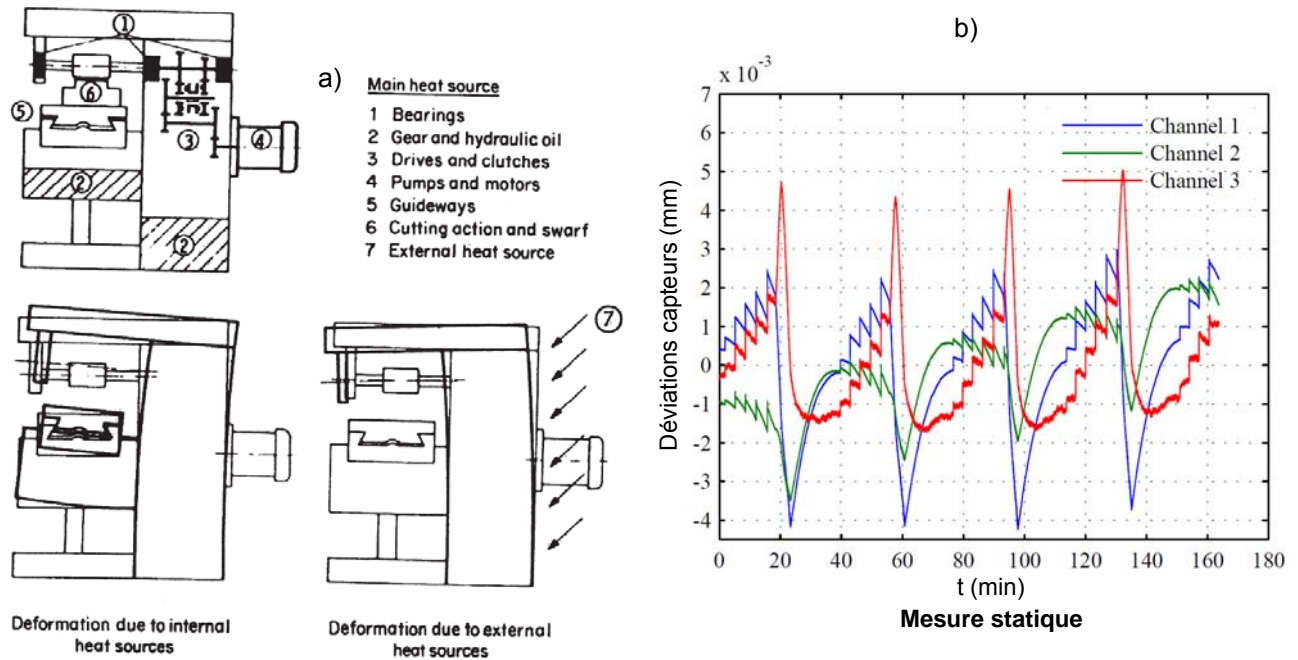 a)
Main heat source
1 Bearings
2 Gear and hydraulic oil
3 Drives and clutches
4 Pumps and motors
5 Guideways
6 Cutting action and swarf
7 External heat source
①
⑥
⑤
③
④
②
②
⑦
Deformation due to internal
heat sources
Deformation due to external
heat sources
b)
x 10⁻³
7
6
5
4
3
2
1
0
-1
-2
-3
-4
Déviations capteurs (mm)
Channel 1
Channel 2
Channel 3
0 20 40 60 80 100 120 140 160 180
t (min)
Mesure statique